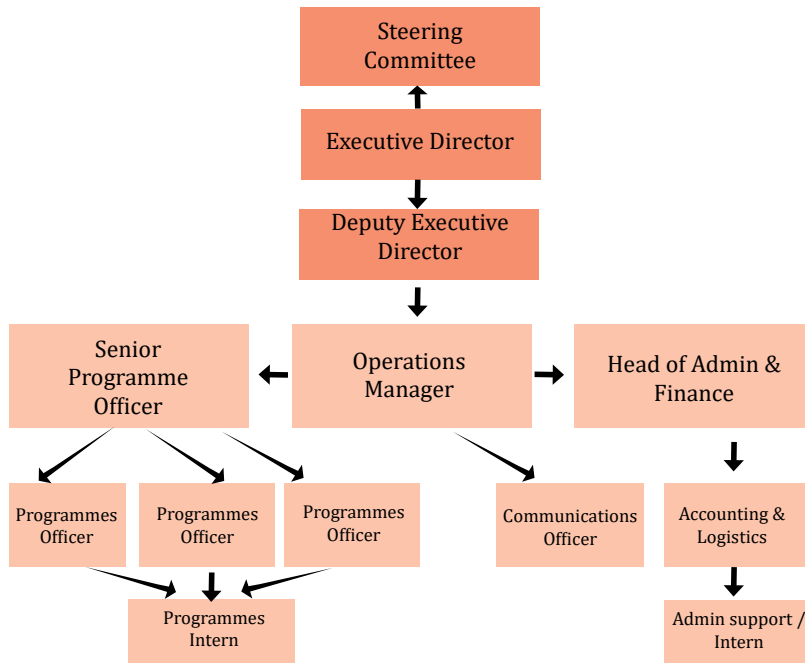 Steering
Committee
Executive Director
Deputy Executive
Director
Senior
Programme
Officer
Operations
Manager
Head of Admin &
Finance
Programmes
Officer
Programmes
Officer
Programmes
Officer
Communications
Officer
Accounting &
Logistics
Programmes
Intern
Admin support /
Intern